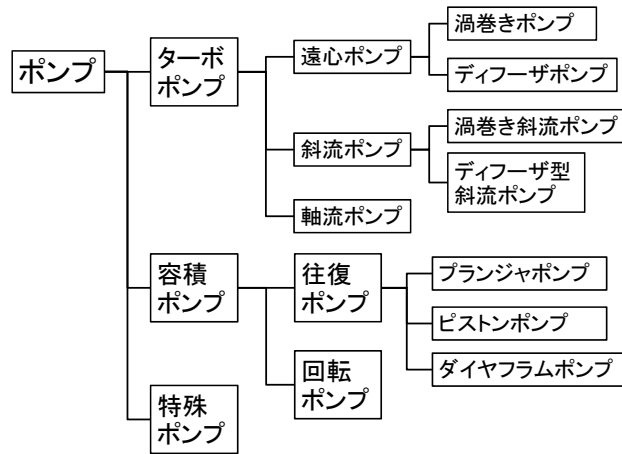 ポンプ
ターボ
ポンプ
遠心ポンプ
渦巻きポンプ
ディフーザポンプ
斜流ポンプ
渦巻き斜流ポンプ
ディフーザ型
斜流ポンプ
軸流ポンプ
容積
ポンプ
往復
ポンプ
プランジャポンプ
ピストンポンプ
ダイヤフラムポンプ
回転
ポンプ
特殊
ポンプ